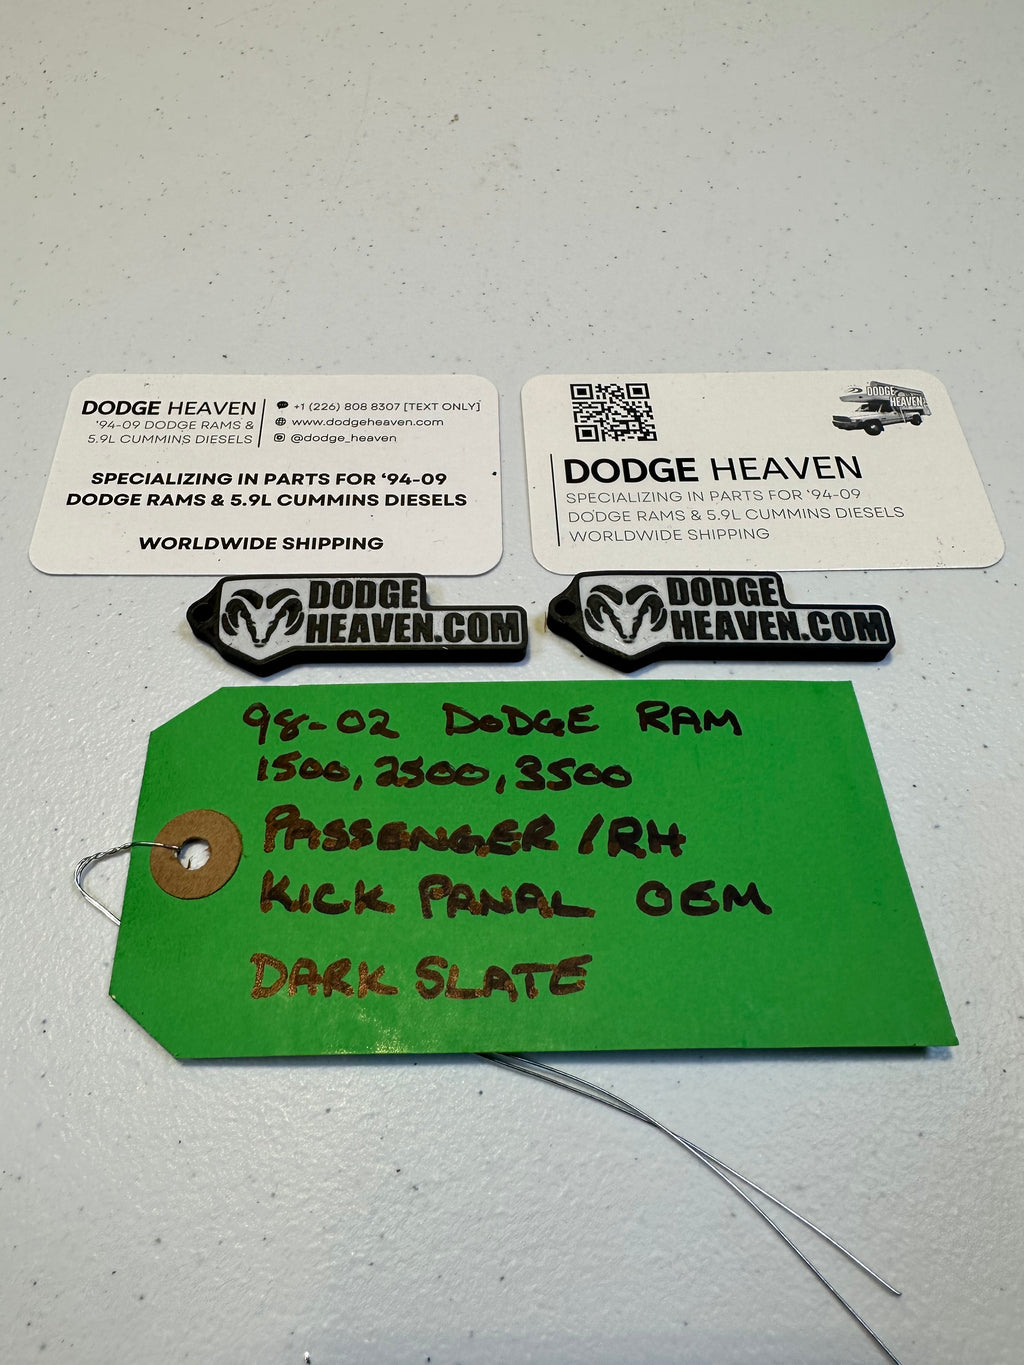 DODGE HEAVEN
'94-09 DODGE RAMS &
5.9L CUMMINS DIESELS
+1 (226) 808 8307 [TEXT ONLY]
www.dodgeheaven.com
@dodge_heaven
SPECIALIZING IN PARTS FOR '94-09
DODGE RAMS & 5.9L CUMMINS DIESELS
WORLDWIDE SHIPPING
DODGE
HEAVEN
DODGE HEAVEN
SPECIALIZING IN PARTS FOR '94-09
DODGE RAMS & 5.9L CUMMINS DIESELS
WORLDWIDE SHIPPING
DODGE
HEAVEN.COM
DODGE
HEAVEN.COM
98-02 DODGE RAM
1500, 2500, 3500
PASSENGER /RH
KICK PANAL OEM
DARK SLATE